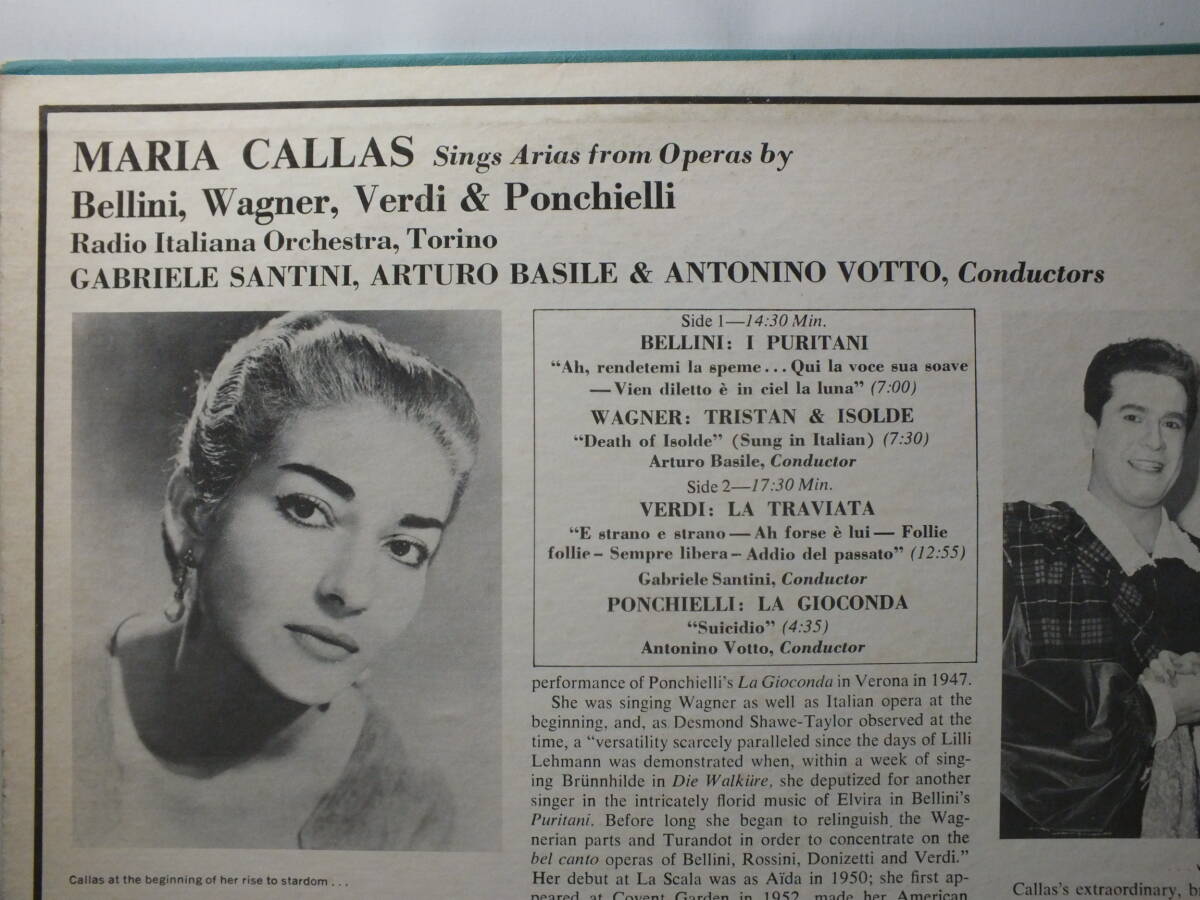 MARIA CALLAS Sings Arias from Operas by
Bellini, Wagner, Verdi & Ponchielli
Radio Italiana Orchestra, Torino
GABRIELE SANTINI, ARTURO BASILE & ANTONINO VOTTO, Conductors
Side 1—14:30 Min.
BELLINI: I PURITANI
“Ah, rendetemi la speme... Qui la voce sua soave
—Vien diletto è in ciel la luna” (7:00)
WAGNER: TRISTAN & ISOLDE
“Death of Isolde” (Sung in Italian) (7:30)
Arturo Basile, Conductor
Side 2—17:30 Min.
VERDI: LA TRAVIATA
“E strano e strano — Ah forse è lui — Follie
follie – Sempre libera – Addio del passato” (12:55)
Gabriele Santini, Conductor
PONCHIELLI: LA GIOCONDA
“Suicidio” (4:35)
Antonino Votto, Conductor
performance of Ponchielli's La Gioconda in Verona in 1947.
She was singing Wagner as well as Italian opera at the
beginning, and, as Desmond Shawe-Taylor observed at the
time, a “versatility scarcely paralleled since the days of Lilli
Lehmann was demonstrated when, within a week of sing-
ing Brünnhilde in Die Walküre, she deputized for another
singer in the intricately florid music of Elvira in Bellini's
Puritani. Before long she began to relinguish the Wag-
nerian parts and Turandot in order to concentrate on the
bel canto operas of Bellini, Rossini, Donizetti and Verdi.”
Her debut at La Scala was as Aïda in 1950; she first ap-
peared at Covent Garden in 1952, made her American
Callas at the beginning of her rise to stardom . . .
Callas's extraordinary,